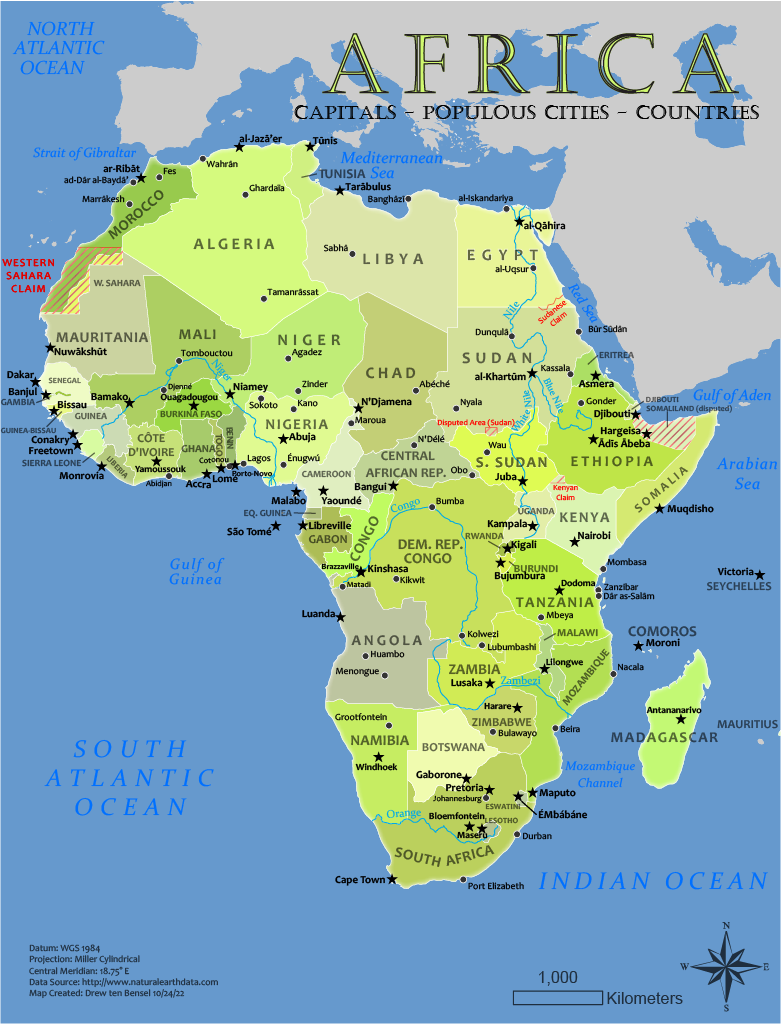 NORTH
ATLANTIC
OCEAN
AFRICA
CAPITALS - POPULOUS CITIES - COUNTRIES
Strait of Gibraltar
al-Jazā'er
Tūnis
Mediterranean
Sea
Wahrān
ar-Ribāṭ
Fes
ad-Dār al-Bayḍā'
TUNISIA
Ṭarābulus
Ghardaïa
Banghāzī
al-Iskandariya
Marrākesh
MOROCCO
al-Qāhira
ALGERIA
Sabhā
LIBYA
EGYPT
al-Uqsur
WESTERN
SAHARA
CLAIM
W. SAHARA
Tamanrāssat
Nile
Red Sea
Sudanese
Claim
MAURITANIA
Nuwākshūṭ
MALI
NIGER
Dunqulā
Būr Sūdān
Tombouctou
Agadez
CHAD
SUDAN
ERITREA
Dakar
SENEGAL
Niger
al-Kharṭūm
Kassala
Asmera
Banjul
GAMBIA
Djenné
Niamey
Zinder
Abéché
Gonder
Gulf of Aden
Bissau
Bamako
Ouagadougou
Sokoto
Kano
N'Djamena
Nyala
White Nile
Blue Nile
DJIBOUTI
SOMALILAND (disputed)
GUINEA
BURKINA FASO
Maroua
Djibouti
GUINEA-BISSAU
BENIN
NIGERIA
Disputed Area (Sudan)
Hargeisa
Conakry
Freetown
CÔTE
D'IVOIRE
GHANA
TOGO
Abuja
N'Délé
Wau
Ādīs Ābeba
SIERRA LEONE
LIBERIA
Yamoussouk
Cotonou
Lagos
Énugwú
CENTRAL
AFRICAN REP.
S. SUDAN
ETHIOPIA
Arabian
Sea
Monrovia
Abidjan
Accra
Lomé
Porto-Novo
CAMEROON
Obo
Juba
SOMALIA
Malabo
Yaoundé
Bangui
Kenyan
Claim
EQ. GUINEA
Congo
Bumba
UGANDA
KENYA
Muqdisho
São Tomé
Libreville
Kampala
GABON
CONGO
DEM. REP.
CONGO
RWANDA
Kigali
Nairobi
Gulf of
Guinea
Brazzaville
Kinshasa
BURUNDI
Bujumbura
Mombasa
Victoria
SEYCHELLES
Matadi
Kikwit
Dodoma
Zanzibar
Dār as-Salām
TANZANIA
Luanda
Mbeya
ANGOLA
Kolwezi
Lubumbashi
MALAWI
COMOROS
Moroni
Huambo
Menongue
ZAMBIA
Lusaka
Lilongwe
MOZAMBIQUE
Nacala
Zambezi
Grootfontein
Harare
ZIMBABWE
Bulawayo
Beira
Antananarivo
MADAGASCAR
MAURITIUS
SOUTH
ATLANTIC
OCEAN
NAMIBIA
Windhoek
BOTSWANA
Mozambique
Channel
Gaborone
Pretoria
Johannesburg
ESWATINI
Maputo
ÉMbábáne
Orange
Bloemfontein
LESOTHO
Maseru
Durban
SOUTH AFRICA
Cape Town
Port Elizabeth
INDIAN OCEAN
N
W
E
S
Datum: WGS 1984
Projection: Miller Cylindrical
Central Meridian: 18.75° E
Data Source: http://www.naturalearthdata.com
Map Created: Drew ten Bensel 10/24/22
1,000
Kilometers